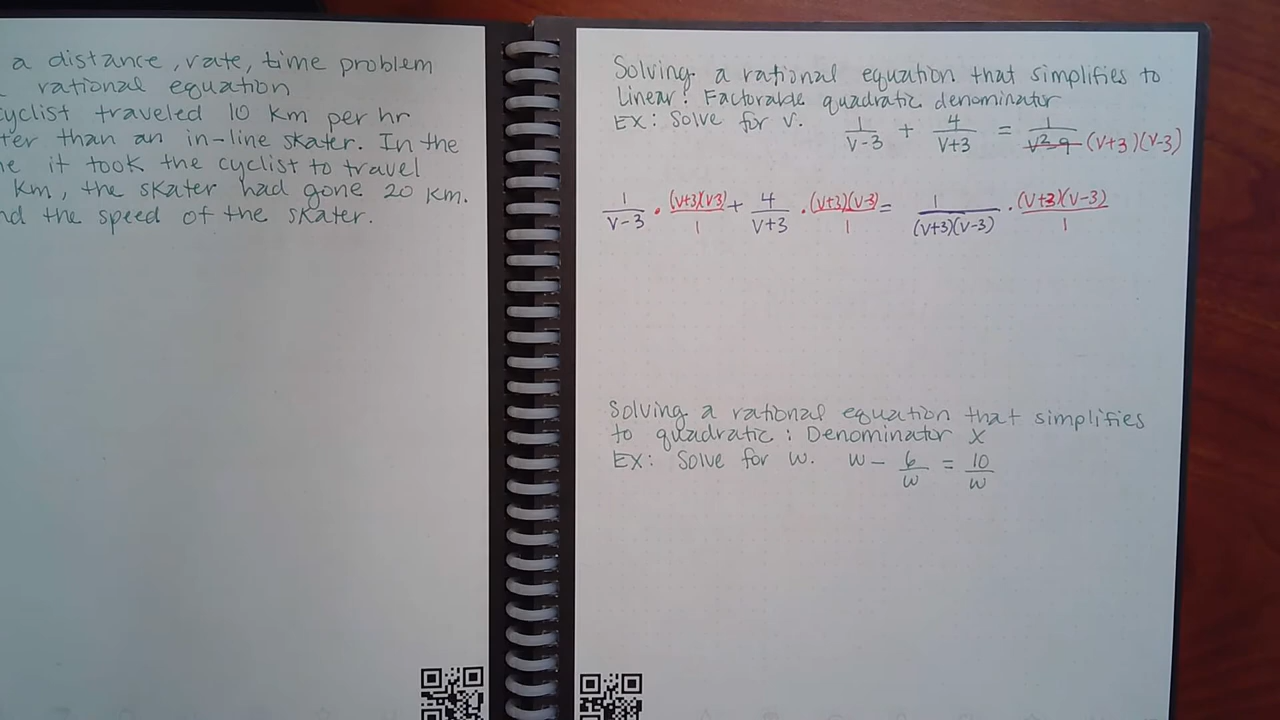 a distance, rate, time problem
rational equation
cyclist traveled 10 km per hr
than an in-line skater. In the
it took the cyclist to travel
km, the skater had gone 20 km.
the speed of the skater.
Solving a rational equation that simplifies to
linear: Factorable quadratic denominator
EX: Solve for v. 1/(v-3) + 4/(v+3) = 1/(v²-9) (v+3)(v-3)
1/(v-3) · (v+3)(v-3)/1 + 4/(v+3) · (v+3)(v-3)/1 = 1/((v+3)(v-3)) · (v+3)(v-3)/1
Solving a rational equation that simplifies
to quadratic: Denominator x
EX: Solve for w. w - 6/w = 10/w